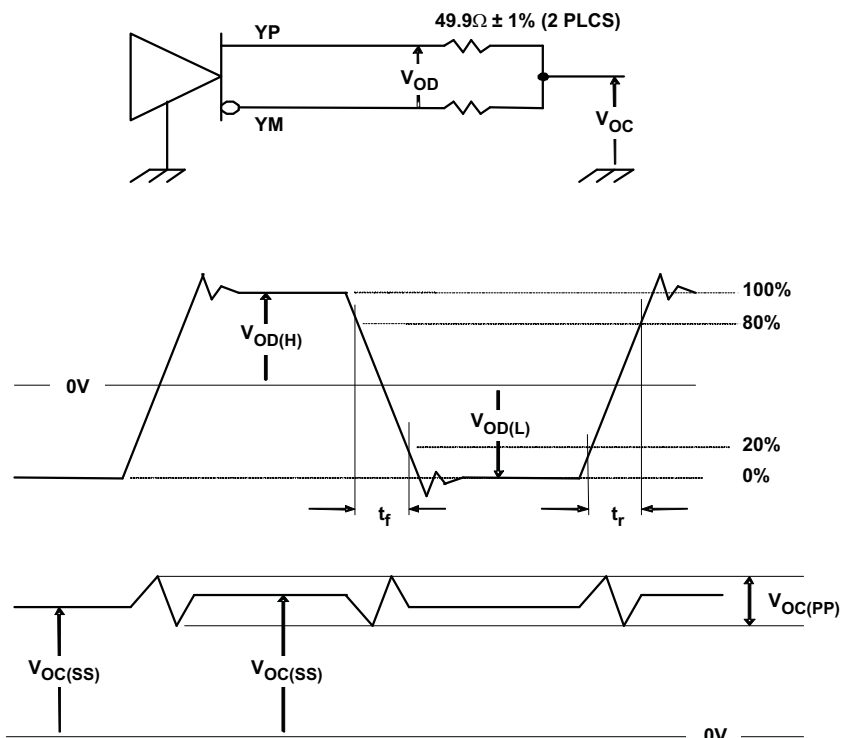 49.9Ω ± 1% (2 PLCS)
YP
VOD
YM
VOC
100%
80%
VOD(H)
0V
VOD(L)
20%
0%
tf
tr
VOC(PP)
VOC(SS)
VOC(SS)
0V